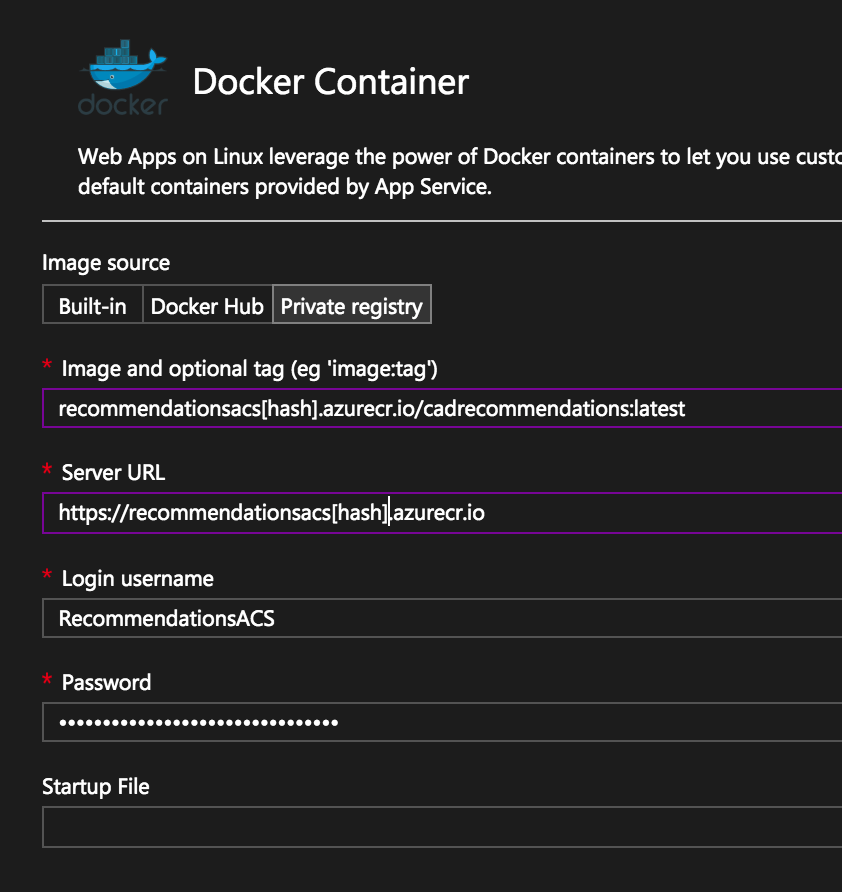 docker
Docker Container
Web Apps on Linux leverage the power of Docker containers to let you use custo
default containers provided by App Service.
Image source
Built-in Docker Hub Private registry
* Image and optional tag (eg 'image:tag')
recommendationsacs[hash].azurecr.io/cadrecommendations:latest
* Server URL
https://recommendationsacs[hash].azurecr.io
* Login username
RecommendationsACS
* Password
••••••••••••••••••••••••••••••••
Startup File